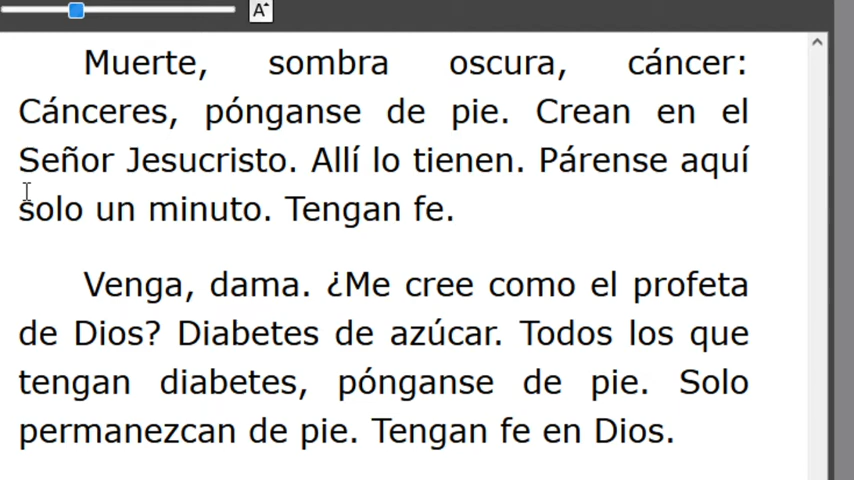 A
Muerte, sombra oscura, cáncer:
Cánceres, pónganse de pie. Crean en el
Señor Jesucristo. Allí lo tienen. Párense aquí
solo un minuto. Tengan fe.
Venga, dama. ¿Me cree como el profeta
de Dios? Diabetes de azúcar. Todos los que
tengan diabetes, pónganse de pie. Solo
permanezcan de pie. Tengan fe en Dios.